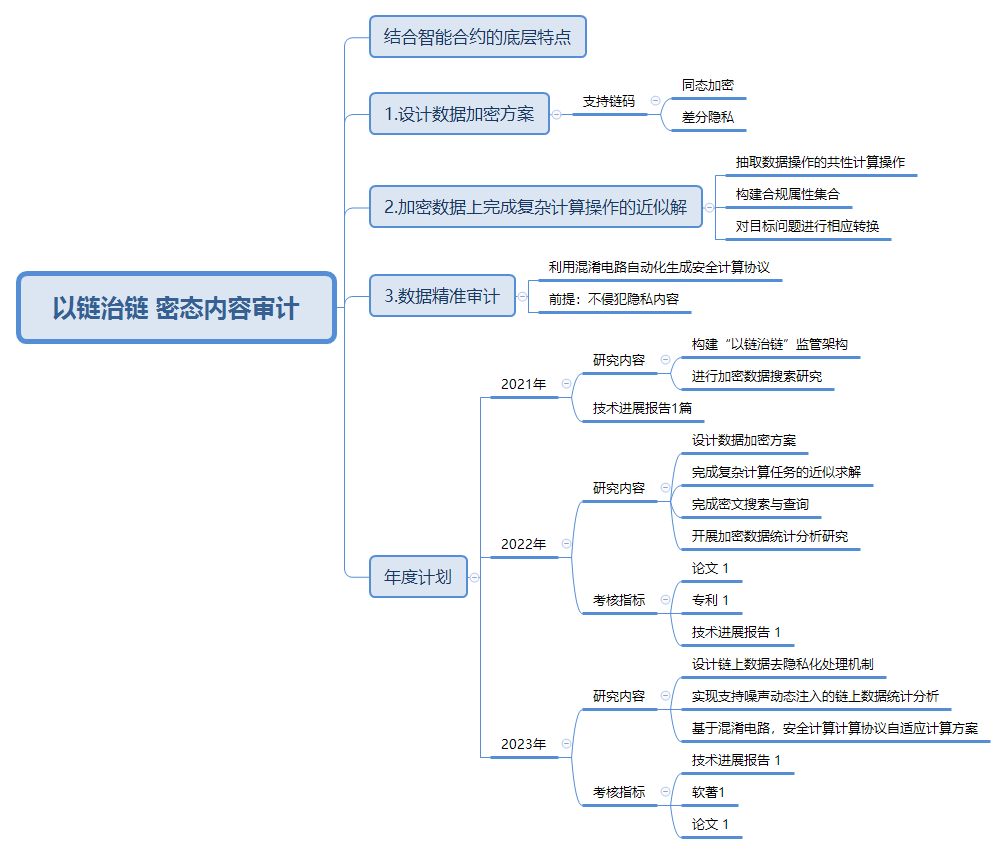 以链治链 密态内容审计
结合智能合约的底层特点
1.设计数据加密方案
支持链码
同态加密
差分隐私
2.加密数据上完成复杂计算操作的近似解
抽取数据操作的共性计算操作
构建合规属性集合
对目标问题进行相应转换
3.数据精准审计
利用混淆电路自动化生成安全计算协议
前提：不侵犯隐私内容
年度计划
2021年
研究内容
构建“以链治链”监管架构
进行加密数据搜索研究
技术进展报告1篇
2022年
研究内容
设计数据加密方案
完成复杂计算任务的近似求解
完成密文搜索与查询
开展加密数据统计分析研究
考核指标
论文 1
专利 1
技术进展报告 1
2023年
研究内容
设计链上数据去隐私化处理机制
实现支持噪声动态注入的链上数据统计分析
基于混淆电路，安全计算计算协议自适应计算方案
考核指标
技术进展报告 1
软著1
论文 1